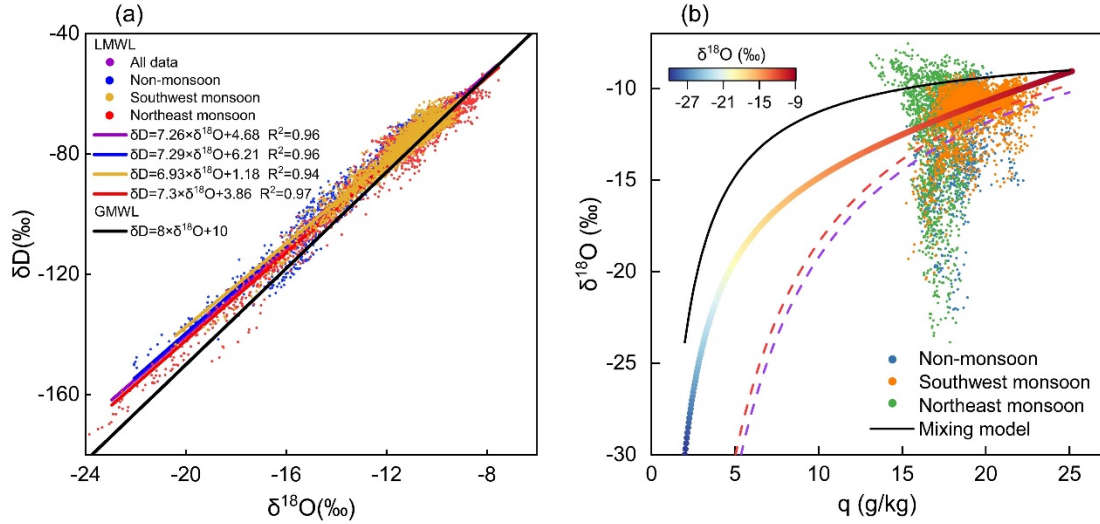 (a)
LMWL
All data
Non-monsoon
Southwest monsoon
Northeast monsoon
δD=7.26×δ¹⁸O+4.68 R²=0.96
δD=7.29×δ¹⁸O+6.21 R²=0.96
δD=6.93×δ¹⁸O+1.18 R²=0.94
δD=7.3×δ¹⁸O+3.86 R²=0.97
GMWL
δD=8×δ¹⁸O+10
-40
-80
-120
-160
δD(‰)
-24 -20 -16 -12 -8
δ¹⁸O(‰)
(b)
δ¹⁸O (‰)
-27 -21 -15 -9
-10
-15
-20
-25
-30
δ¹⁸O (‰)
Non-monsoon
Southwest monsoon
Northeast monsoon
Mixing model
0 5 10 15 20 25
q (g/kg)